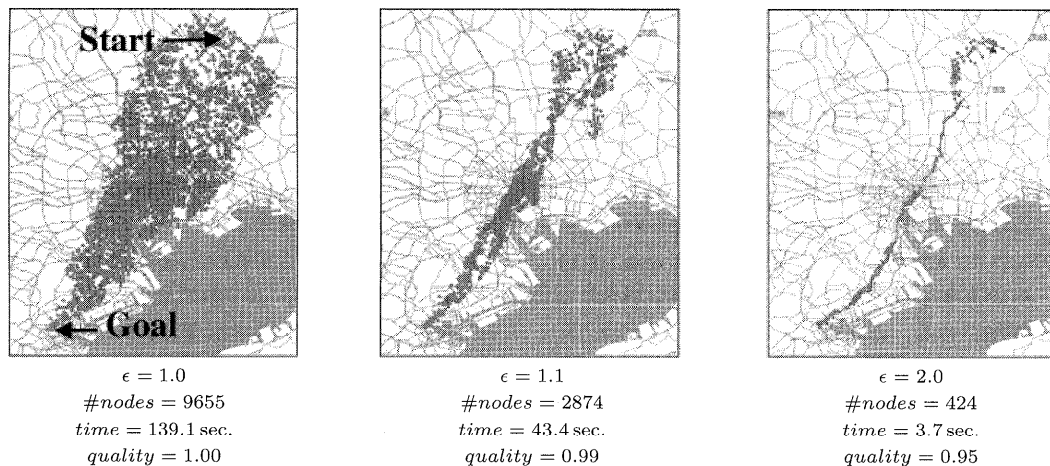 Start
Goal
ϵ = 1.0
#nodes = 9655
time = 139.1 sec.
quality = 1.00
ϵ = 1.1
#nodes = 2874
time = 43.4 sec.
quality = 0.99
ϵ = 2.0
#nodes = 424
time = 3.7 sec.
quality = 0.95